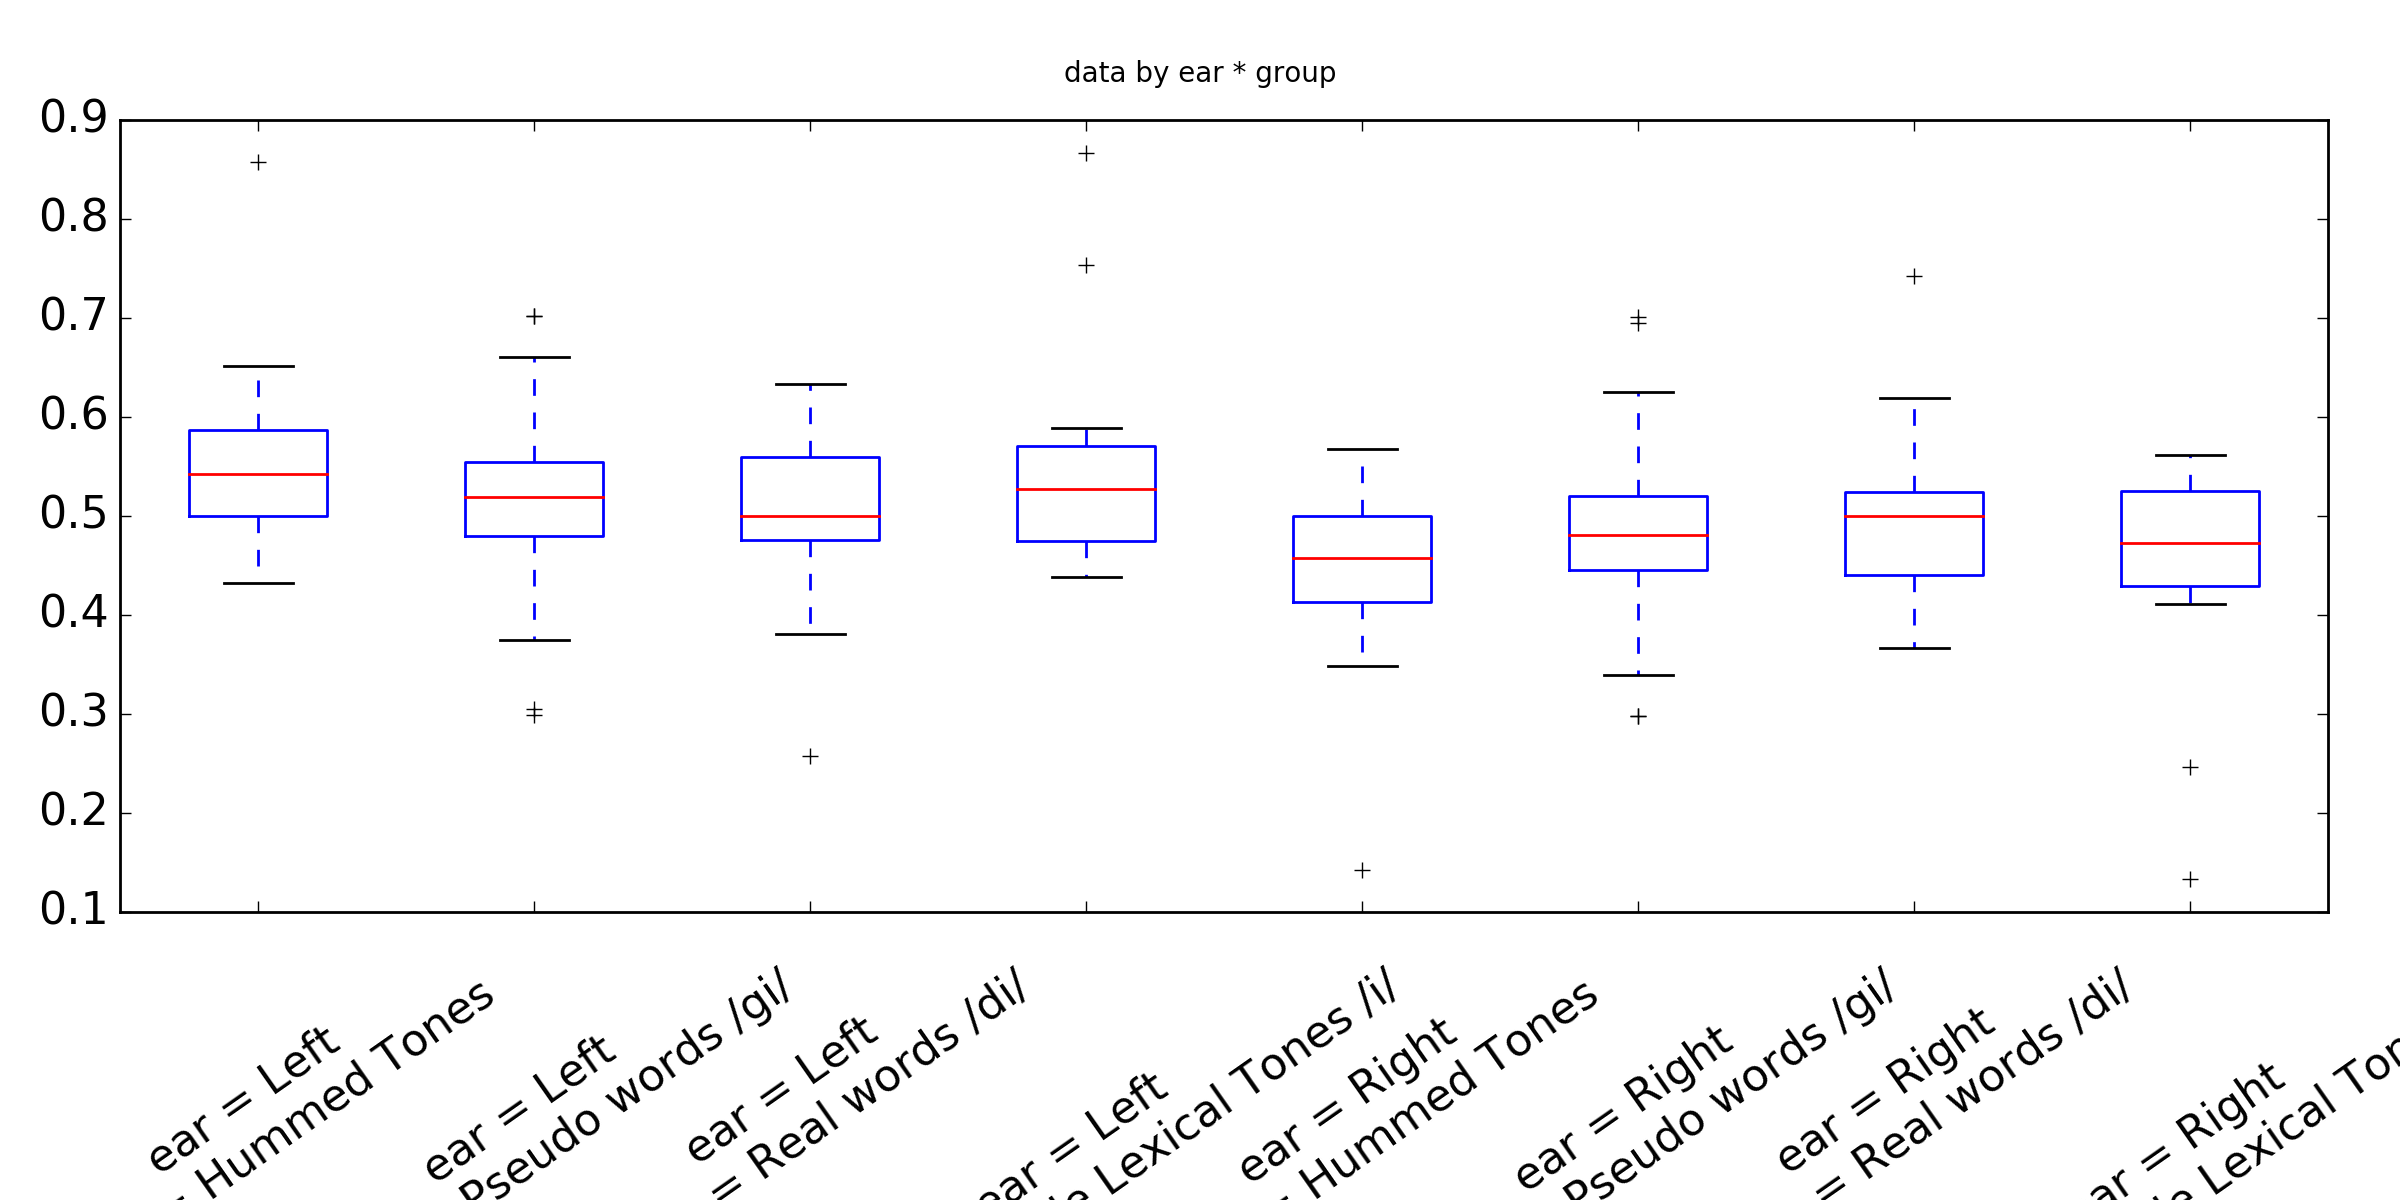 data by ear * group
0.9
0.8
0.7
0.6
0.5
0.4
0.3
0.2
0.1
ear = Left
= Hummed Tones
ear = Left
Pseudo words /gi/
ear = Left
= Real words /di/
ear = Left
Lexical Tones /i/
ear = Right
= Hummed Tones
ear = Right
Pseudo words /gi/
ear = Right
= Real words /di/
= Right
Lexical